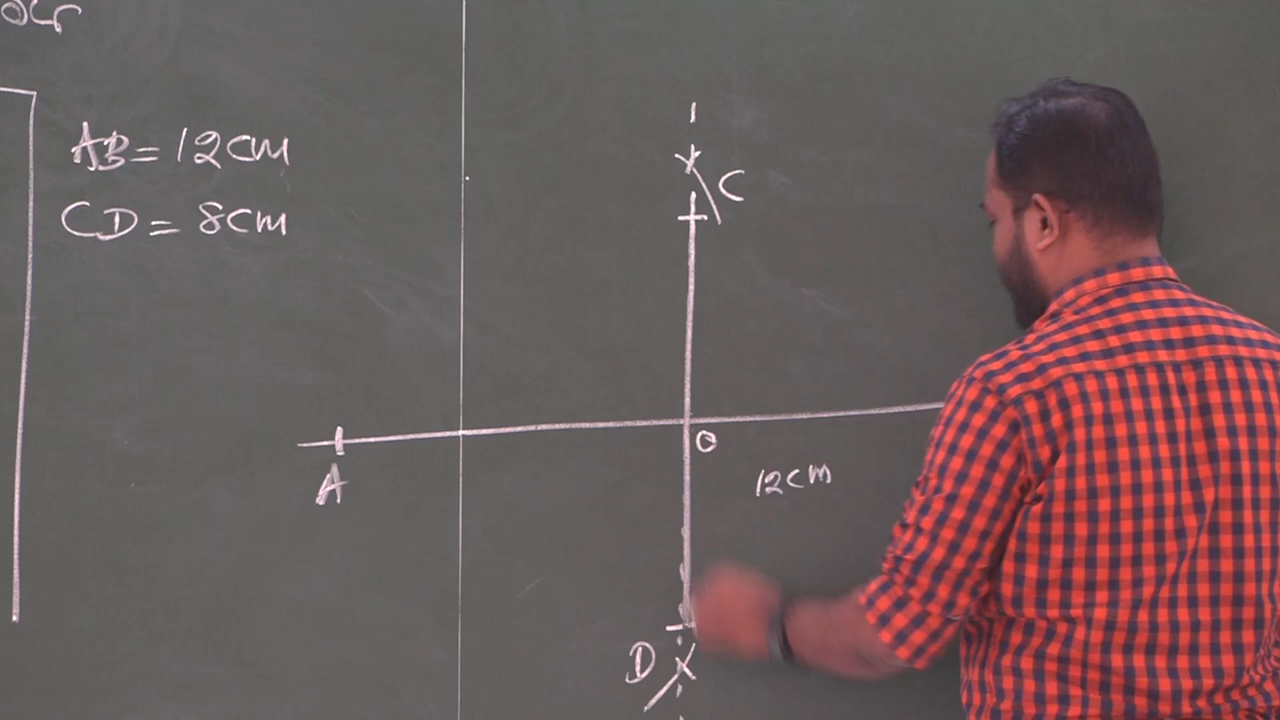 AB = 12cm
CD = 8cm
C
A
O
12cm
D